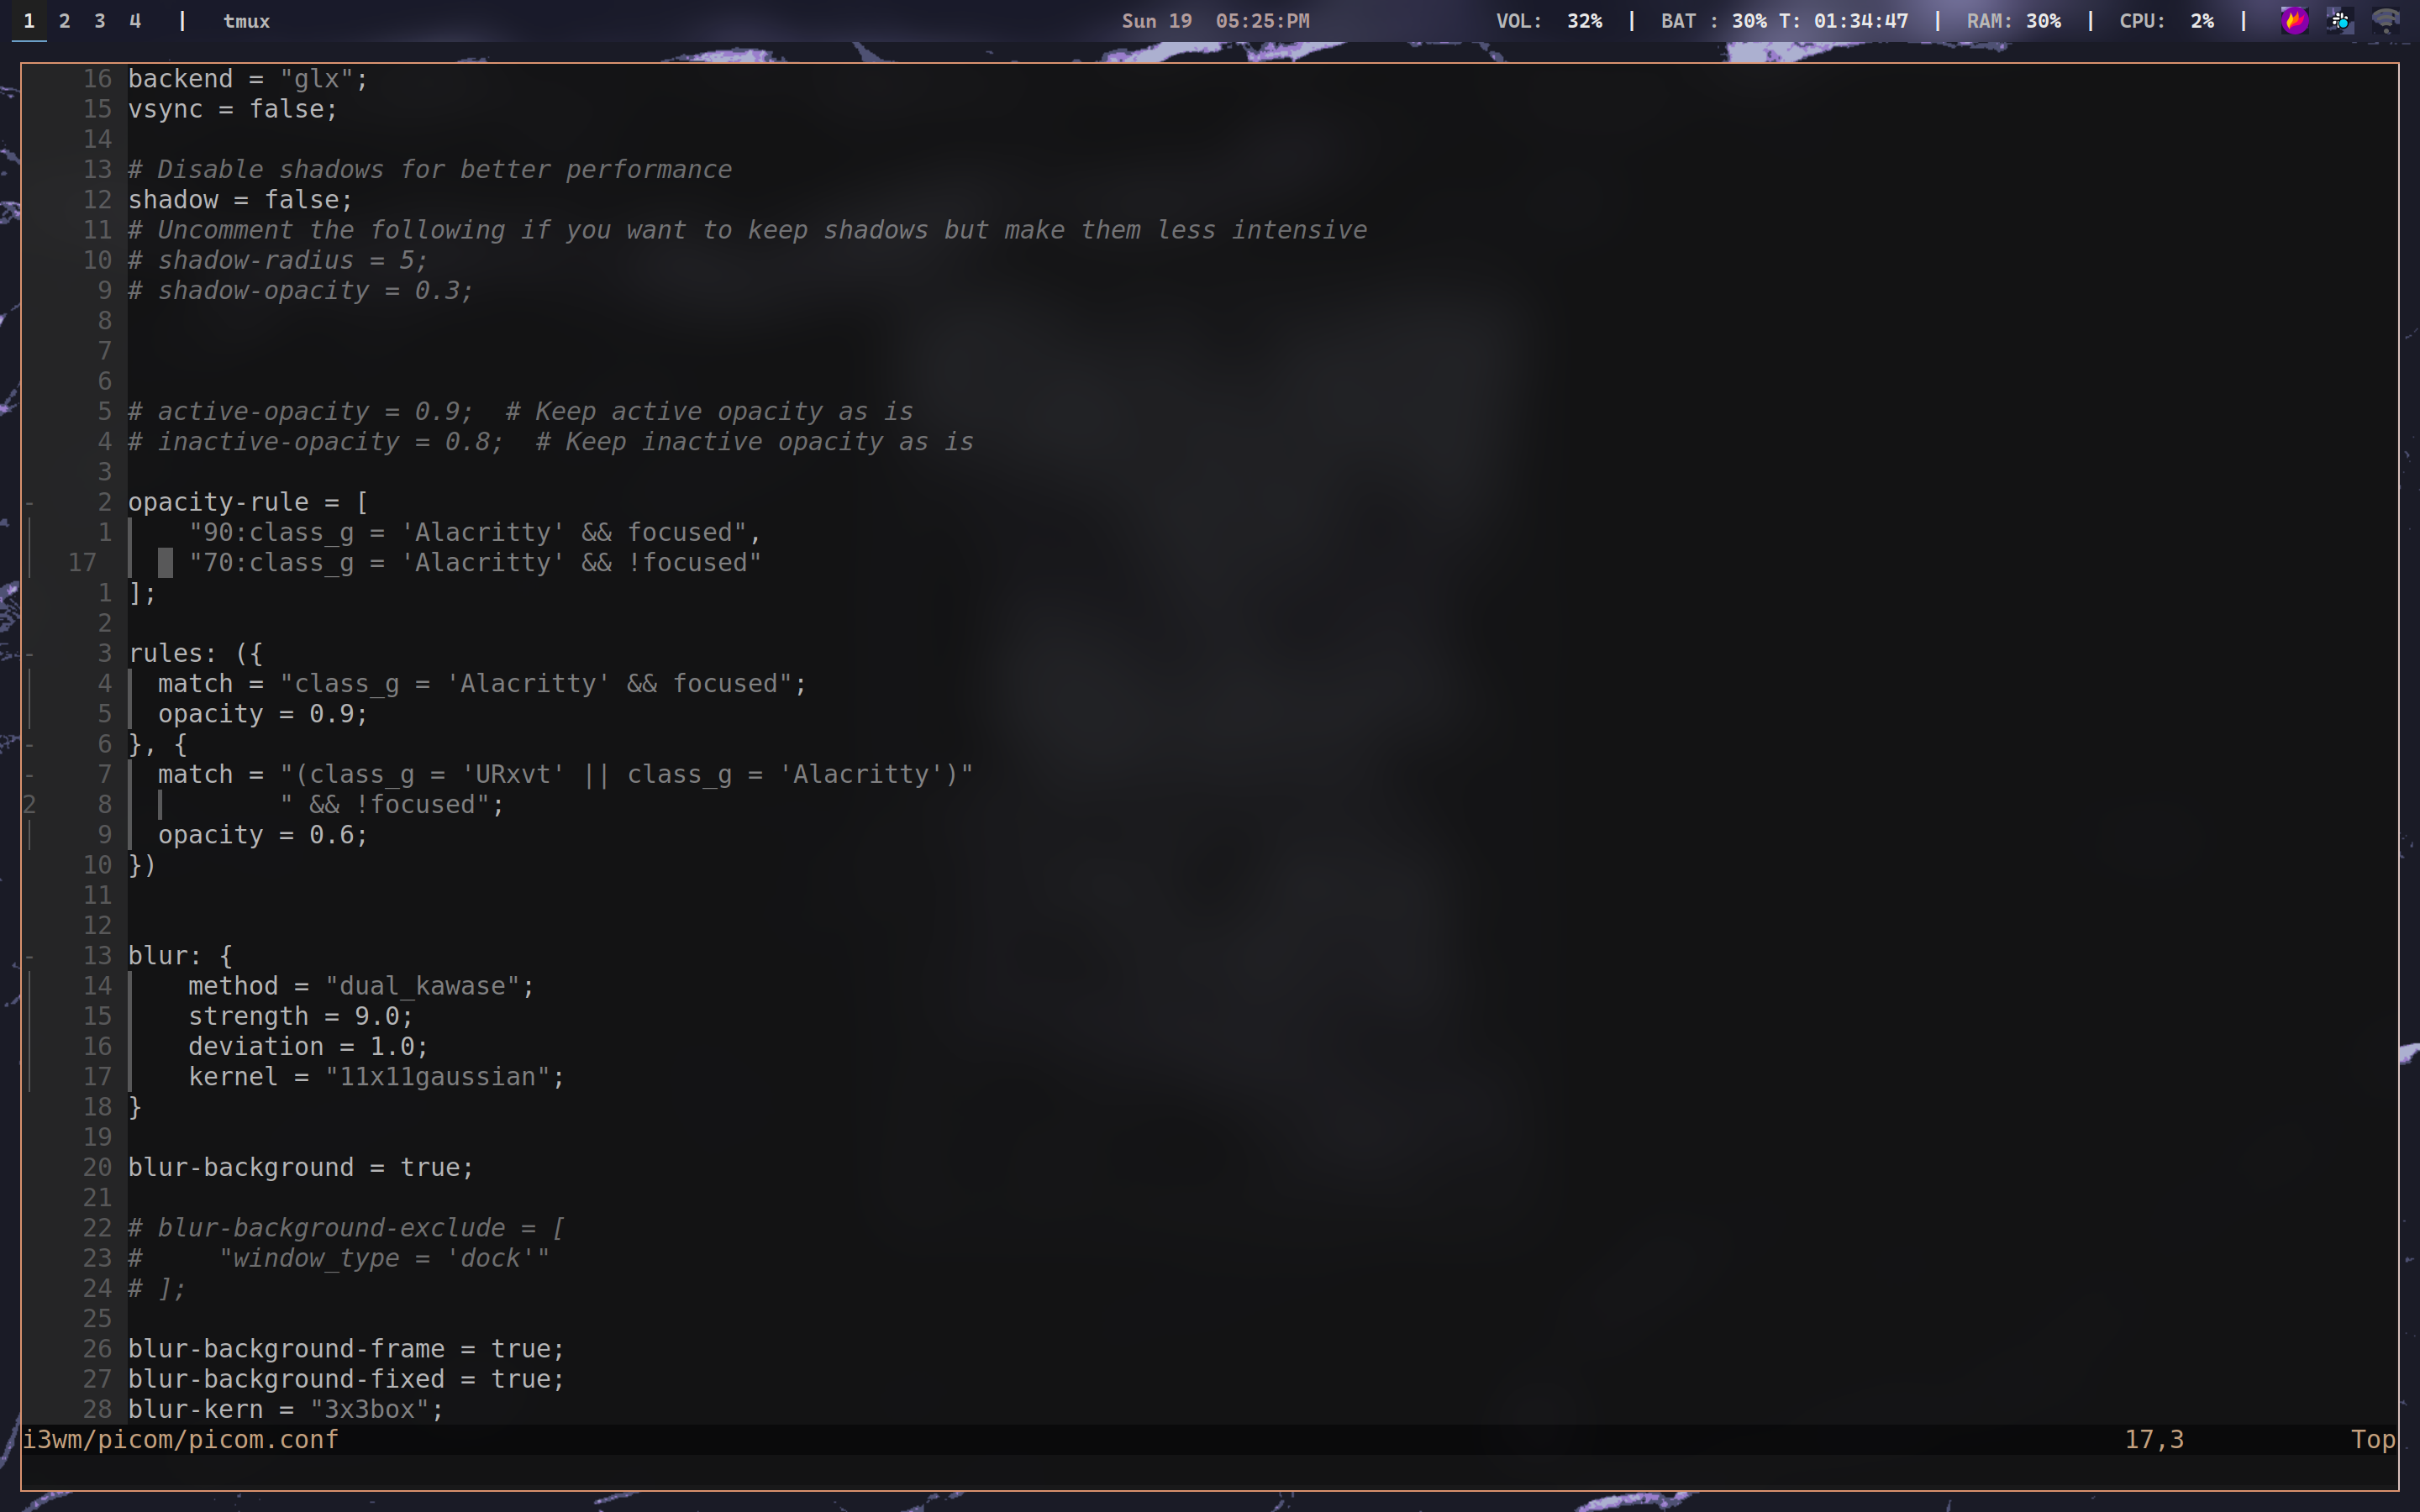 1 2 3 4 | tmux Sun 19 05:25:PM VOL: 32% | BAT : 30% T: 01:34:47 | RAM: 30% | CPU: 2% |
16 backend = "glx";
15 vsync = false;
14
13 # Disable shadows for better performance
12 shadow = false;
11 # Uncomment the following if you want to keep shadows but make them less intensive
10 # shadow-radius = 5;
9 # shadow-opacity = 0.3;
8
7
6
5 # active-opacity = 0.9;  # Keep active opacity as is
4 # inactive-opacity = 0.8;  # Keep inactive opacity as is
3
- 2 opacity-rule = [
│ 1     "90:class_g = 'Alacritty' && focused",
│ 17     "70:class_g = 'Alacritty' && !focused"
1 ];
2
- 3 rules: ({
│ 4   match = "class_g = 'Alacritty' && focused";
│ 5   opacity = 0.9;
- 6 }, {
- 7   match = "(class_g = 'URxvt' || class_g = 'Alacritty')"
2 8           " && !focused";
│ 9   opacity = 0.6;
10 })
11
12
- 13 blur: {
│ 14     method = "dual_kawase";
│ 15     strength = 9.0;
│ 16     deviation = 1.0;
│ 17     kernel = "11x11gaussian";
18 }
19
20 blur-background = true;
21
22 # blur-background-exclude = [
23 #     "window_type = 'dock'"
24 # ];
25
26 blur-background-frame = true;
27 blur-background-fixed = true;
28 blur-kern = "3x3box";
i3wm/picom/picom.conf 17,3 Top